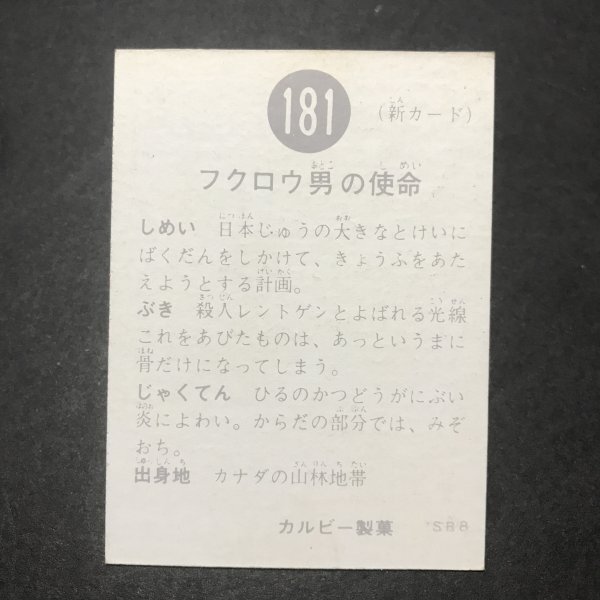 181
(新カード)
フクロウ男の使命
しめい 日本じゅうの大きなとけいに
ばくだんをしかけて、きょうふをあた
えようとする計画。
ぶき 殺人レントゲンとよばれる光線
これをあびたものは、あっというまに
骨だけになってしまう。
じゃくてん ひるのかつどうがにぶい
炎によわい。からだの部分では、みぞ
おち。
出身地 カナダの山林地帯
カルビー製菓